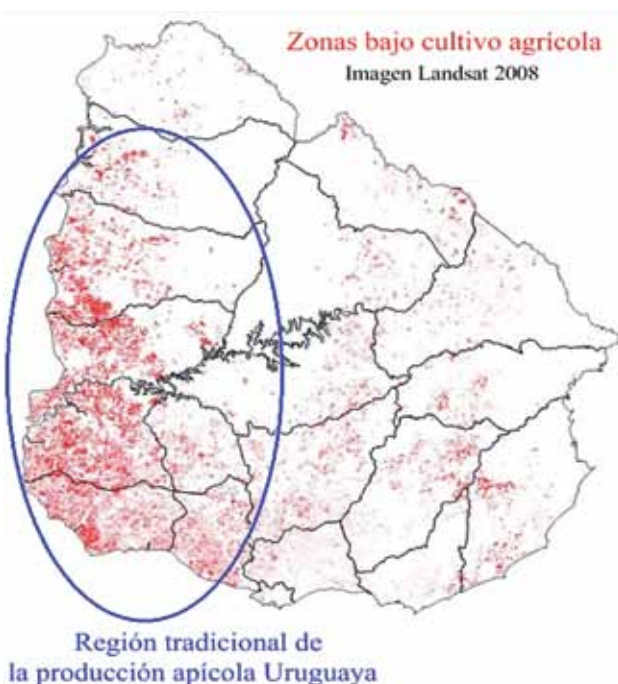 Zonas bajo cultivo agrícola
Imagen Landsat 2008
Región tradicional de
la producción apícola Uruguaya